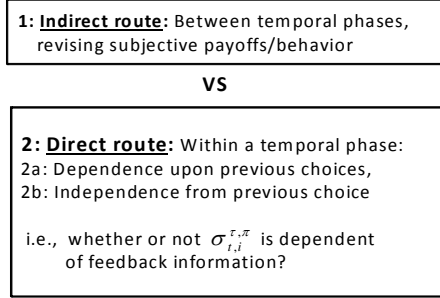 1: Indirect route: Between temporal phases,
revising subjective payoffs/behavior
VS
2: Direct route: Within a temporal phase:
2a: Dependence upon previous choices,
2b: Independence from previous choice
i.e., whether or not σ_{t,i}^{τ,π} is dependent
of feedback information?